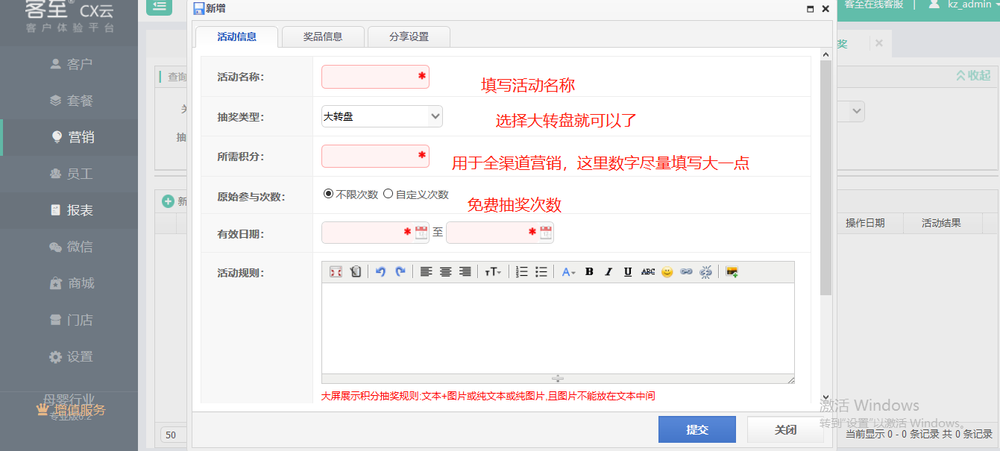 客至® CX云
客户体验平台
客户
套餐
营销
员工
报表
微信
商城
门店
设置
母婴行业
增值服务
专业版6.2
新增
客至在线客服 | kz_admin
活动信息 奖品信息 分享设置
奖
查询
收起
活动名称: * 填写活动名称
抽奖类型: 大转盘 选择大转盘就可以了
抽
所需积分: * 用于全渠道营销，这里数字尽量填写大一点
原始参与次数: 不限次数 自定义次数 免费抽奖次数
新
有效日期: * 至 *
操作日期 活动结果
活动规则:
大屏展示积分抽奖规则:文本+图片或纯文本或纯图片,且图片不能放在文本中间
提交 关闭
激活 Windows
转到"设置"以激活 Windows。
50
当前显示 0 - 0 条记录 共 0 条记录